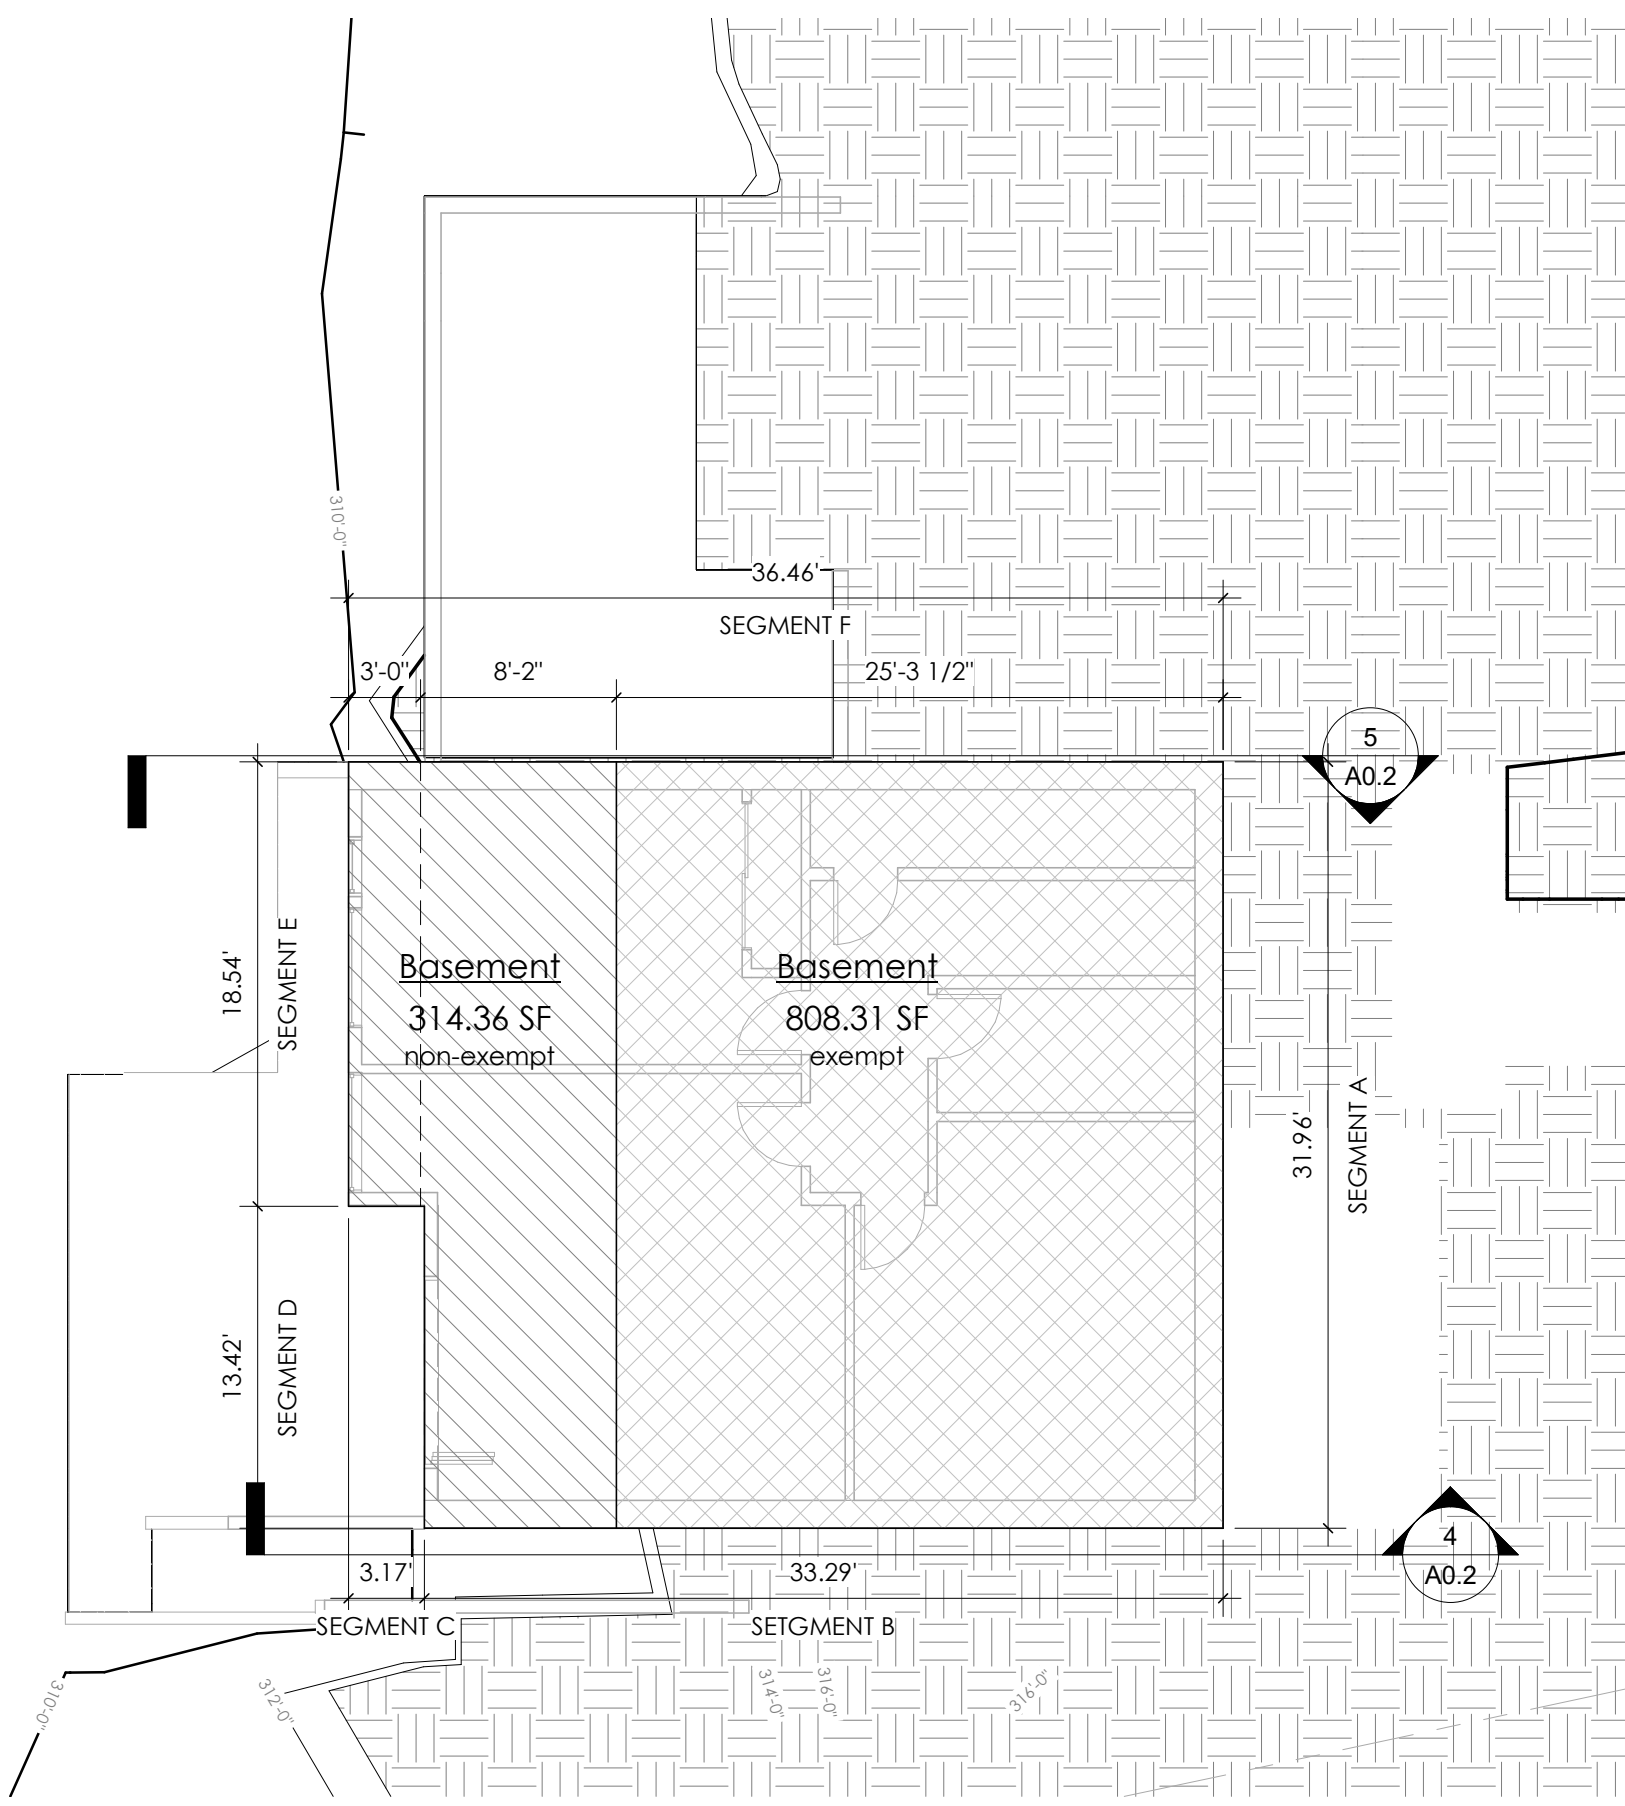 310'-0"
36.46'
SEGMENT F
3'-0"
8'-2"
25'-3 1/2"
5
A0.2
18.54'
SEGMENT E
Basement
314.36 SF
non-exempt
Basement
808.31 SF
exempt
31.96'
SEGMENT A
13.42'
SEGMENT D
4
A0.2
3.17'
33.29'
SEGMENT C
SETGMENT B
310'-0"
312'-0"
314'-0"
316'-0"
316'-0"